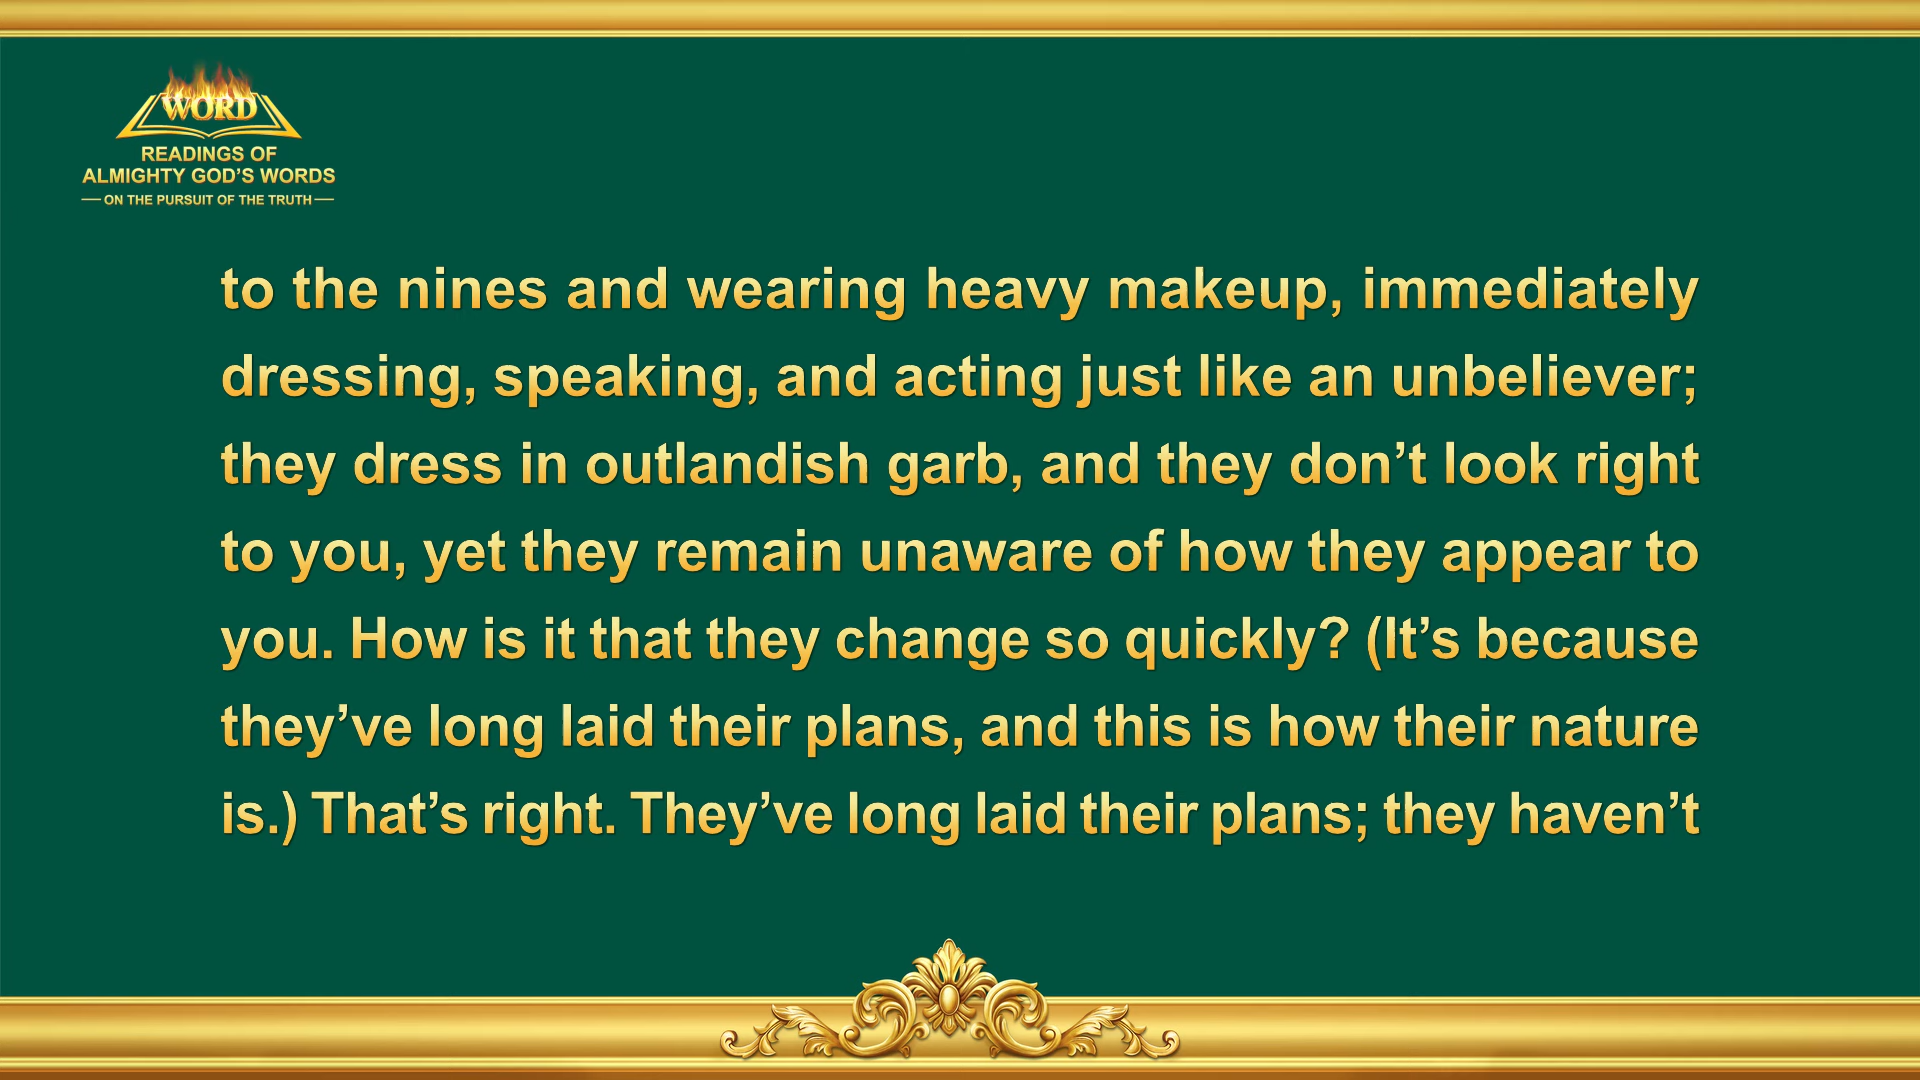 WORD
READINGS OF
ALMIGHTY GOD'S WORDS
— ON THE PURSUIT OF THE TRUTH —
to the nines and wearing heavy makeup, immediately
dressing, speaking, and acting just like an unbeliever;
they dress in outlandish garb, and they don’t look right
to you, yet they remain unaware of how they appear to
you. How is it that they change so quickly? (It’s because
they’ve long laid their plans, and this is how their nature
is.) That’s right. They’ve long laid their plans; they haven’t